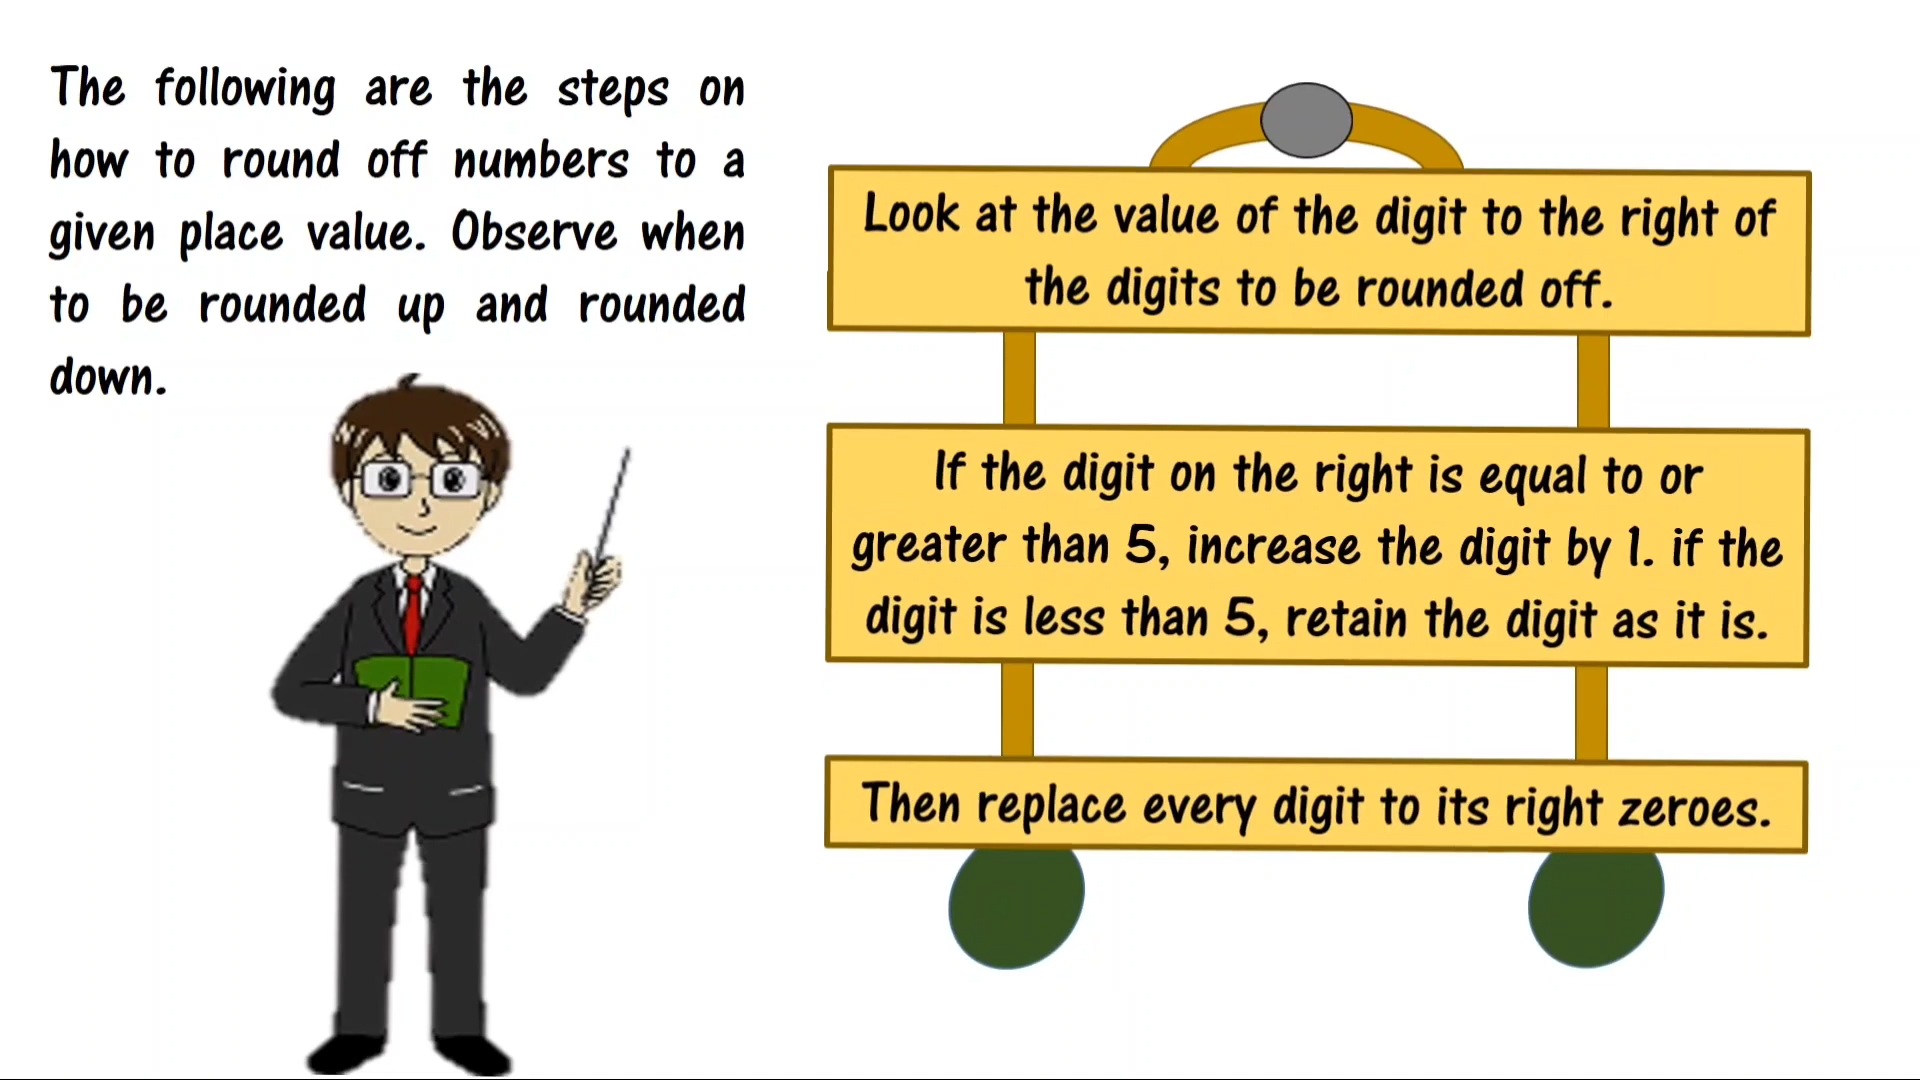 The following are the steps on
how to round off numbers to a
given place value. Observe when
to be rounded up and rounded
down.
Look at the value of the digit to the right of
the digits to be rounded off.
If the digit on the right is equal to or
greater than 5, increase the digit by 1. if the
digit is less than 5, retain the digit as it is.
Then replace every digit to its right zeroes.